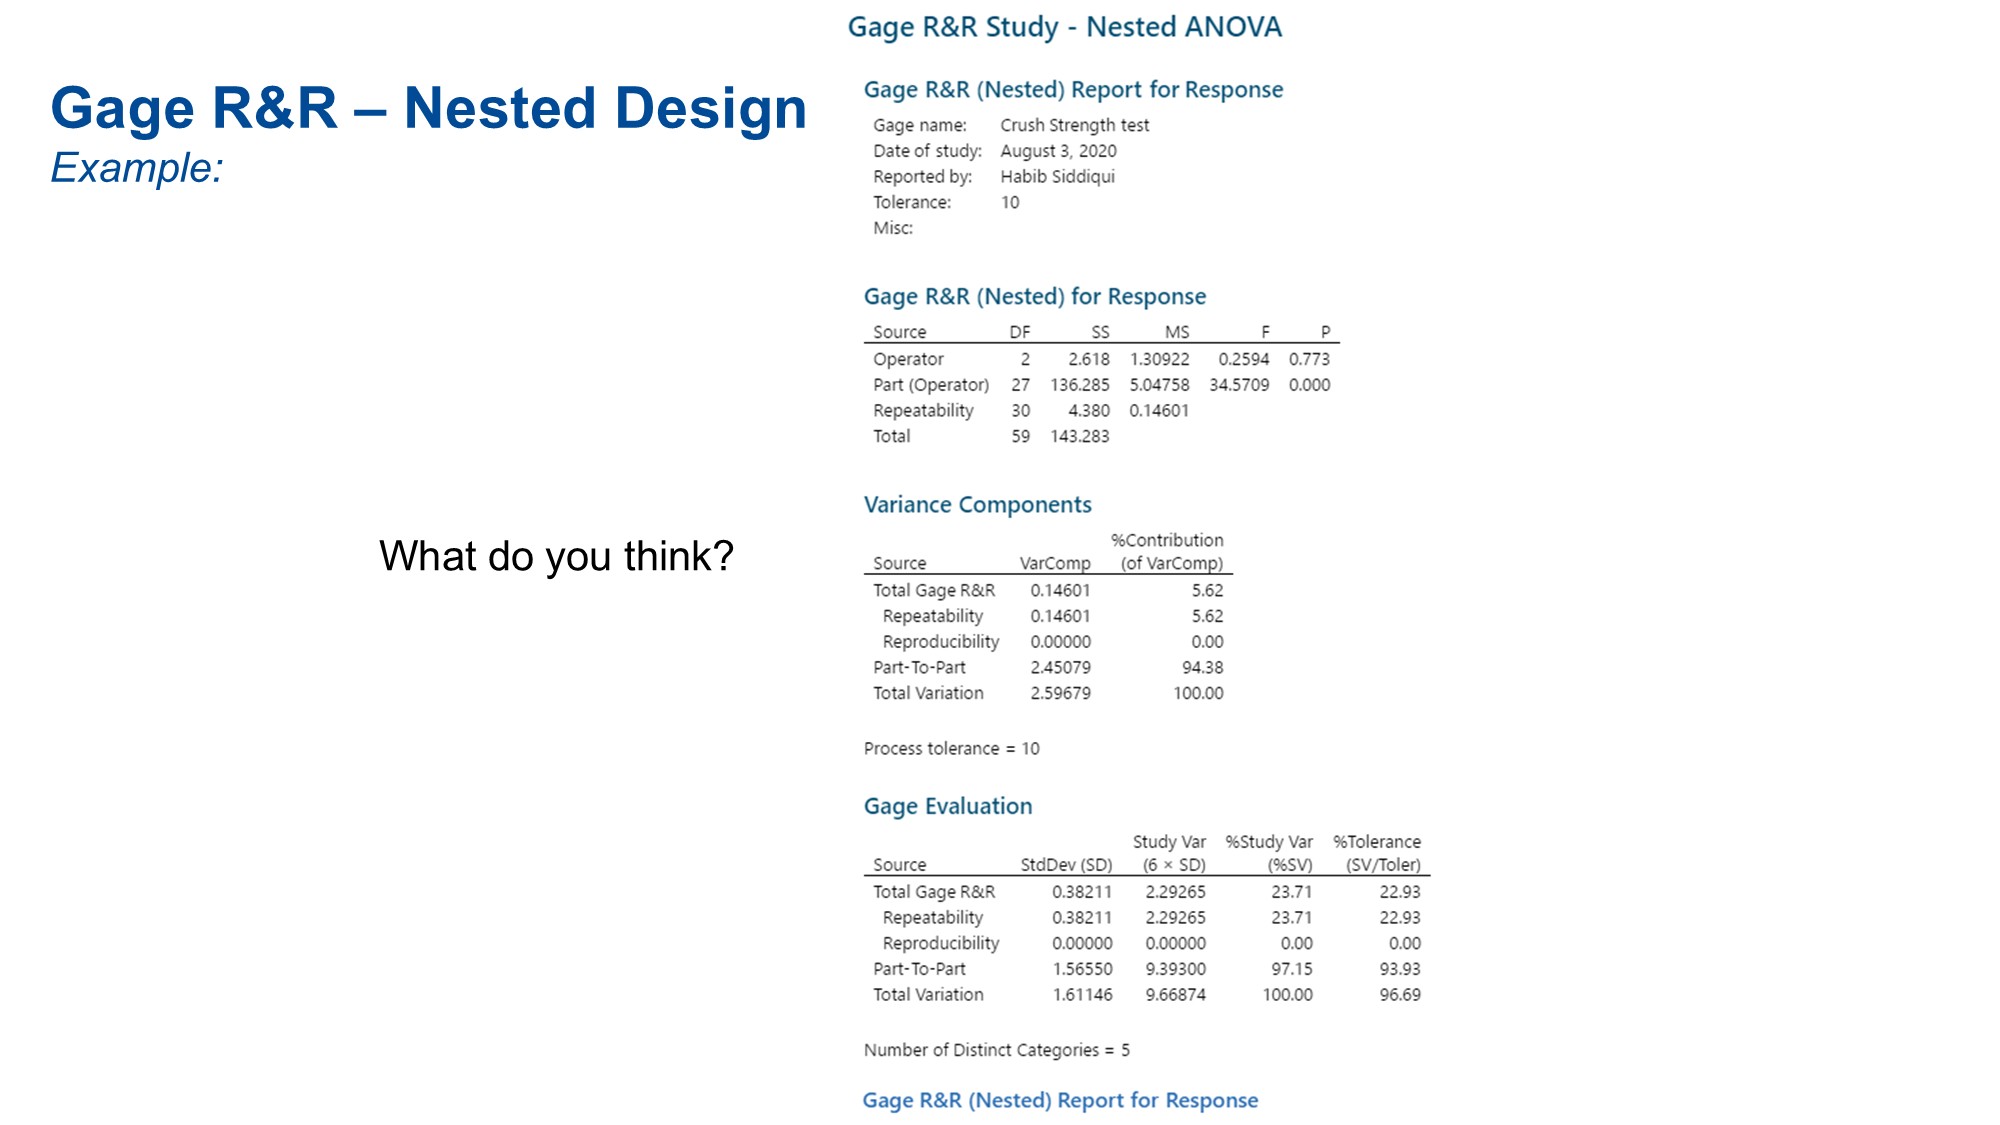 Gage R&R – Nested Design
Example:
What do you think?
Gage R&R Study - Nested ANOVA
Gage R&R (Nested) Report for Response
Gage name: Crush Strength test
Date of study: August 3, 2020
Reported by: Habib Siddiqui
Tolerance: 10
Misc:
Gage R&R (Nested) for Response
Source DF SS MS F P
Operator 2 2.618 1.30922 0.2594 0.773
Part (Operator) 27 136.285 5.04758 34.5709 0.000
Repeatability 30 4.380 0.14601
Total 59 143.283
Variance Components
%Contribution
Source VarComp (of VarComp)
Total Gage R&R 0.14601 5.62
Repeatability 0.14601 5.62
Reproducibility 0.00000 0.00
Part-To-Part 2.45079 94.38
Total Variation 2.59679 100.00
Process tolerance = 10
Gage Evaluation
Study Var %Study Var %Tolerance
Source StdDev (SD) (6 × SD) (%SV) (SV/Toler)
Total Gage R&R 0.38211 2.29265 23.71 22.93
Repeatability 0.38211 2.29265 23.71 22.93
Reproducibility 0.00000 0.00000 0.00 0.00
Part-To-Part 1.56550 9.39300 97.15 93.93
Total Variation 1.61146 9.66874 100.00 96.69
Number of Distinct Categories = 5
Gage R&R (Nested) Report for Response